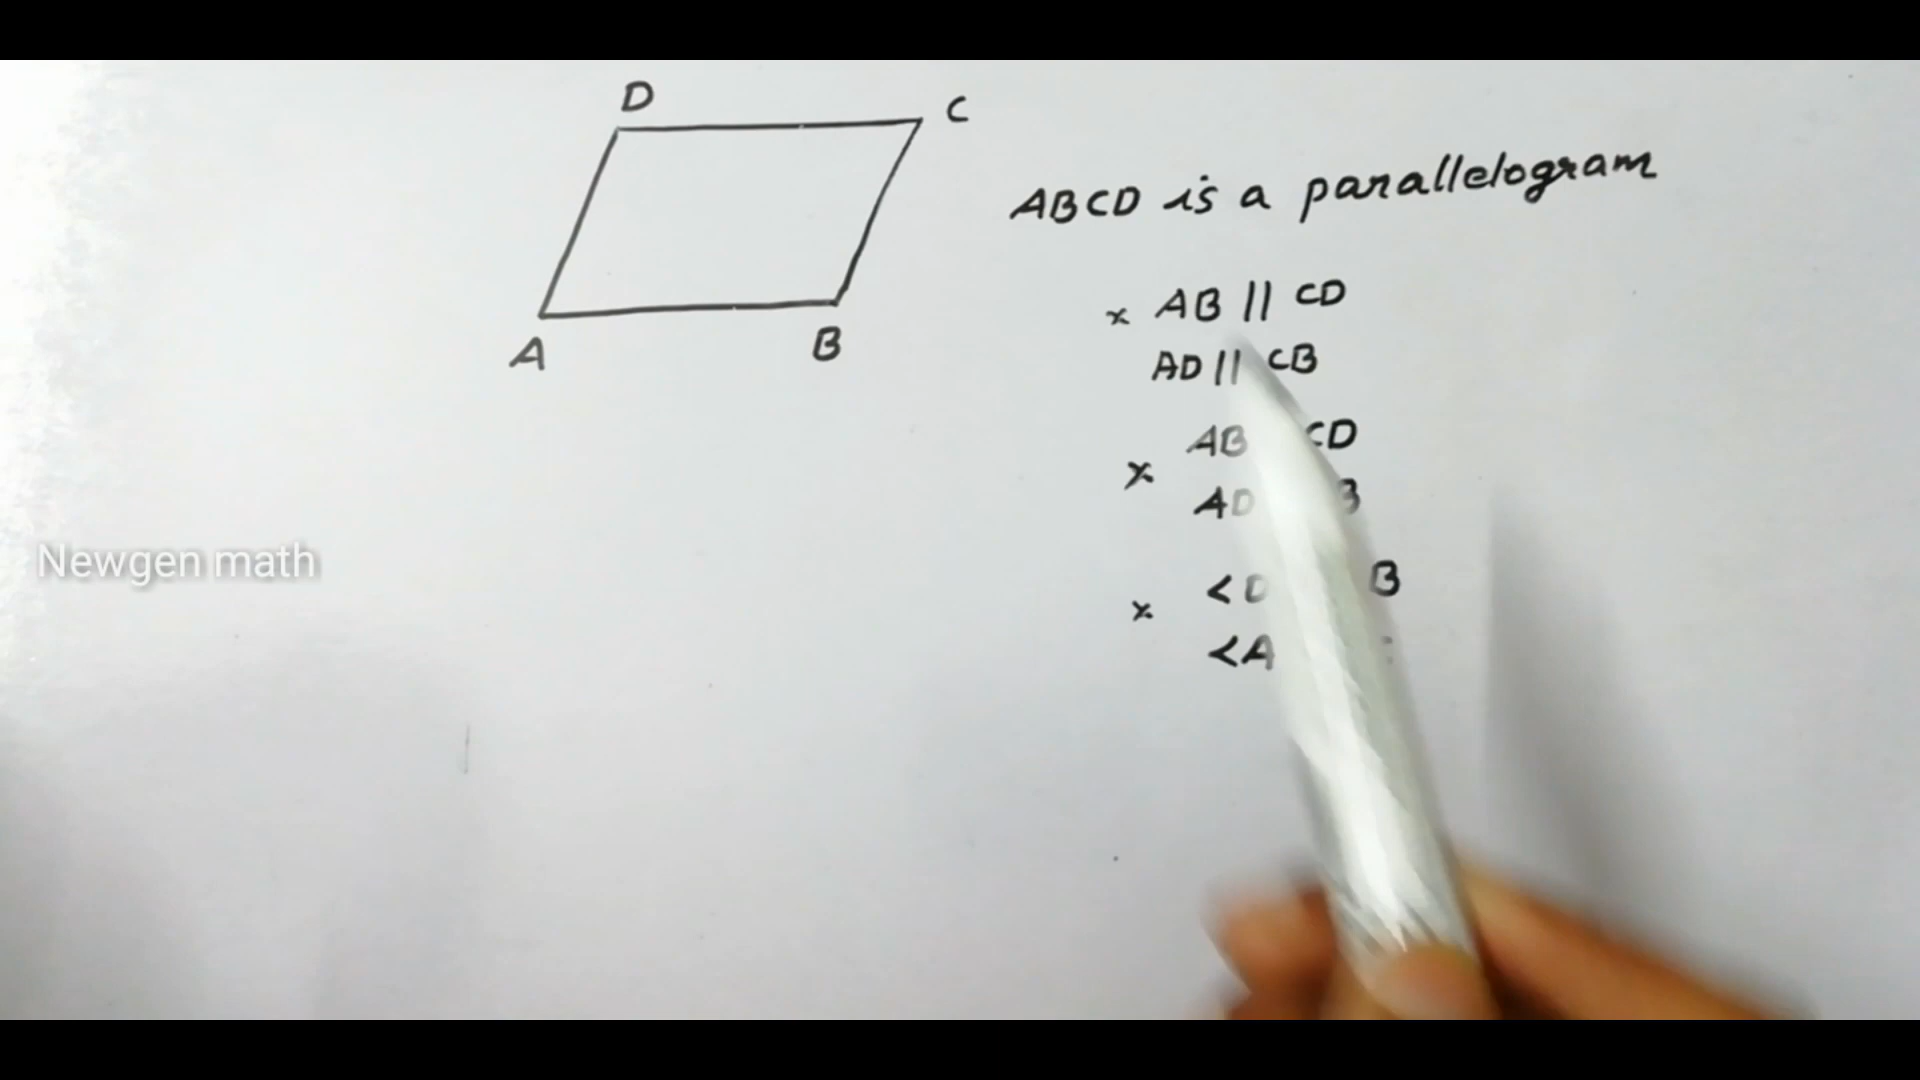 D
C
ABCD is a parallelogram
x AB || CD
AD || CB
A
B
x AB CD
AD B
Newgen math
x <D B
<A